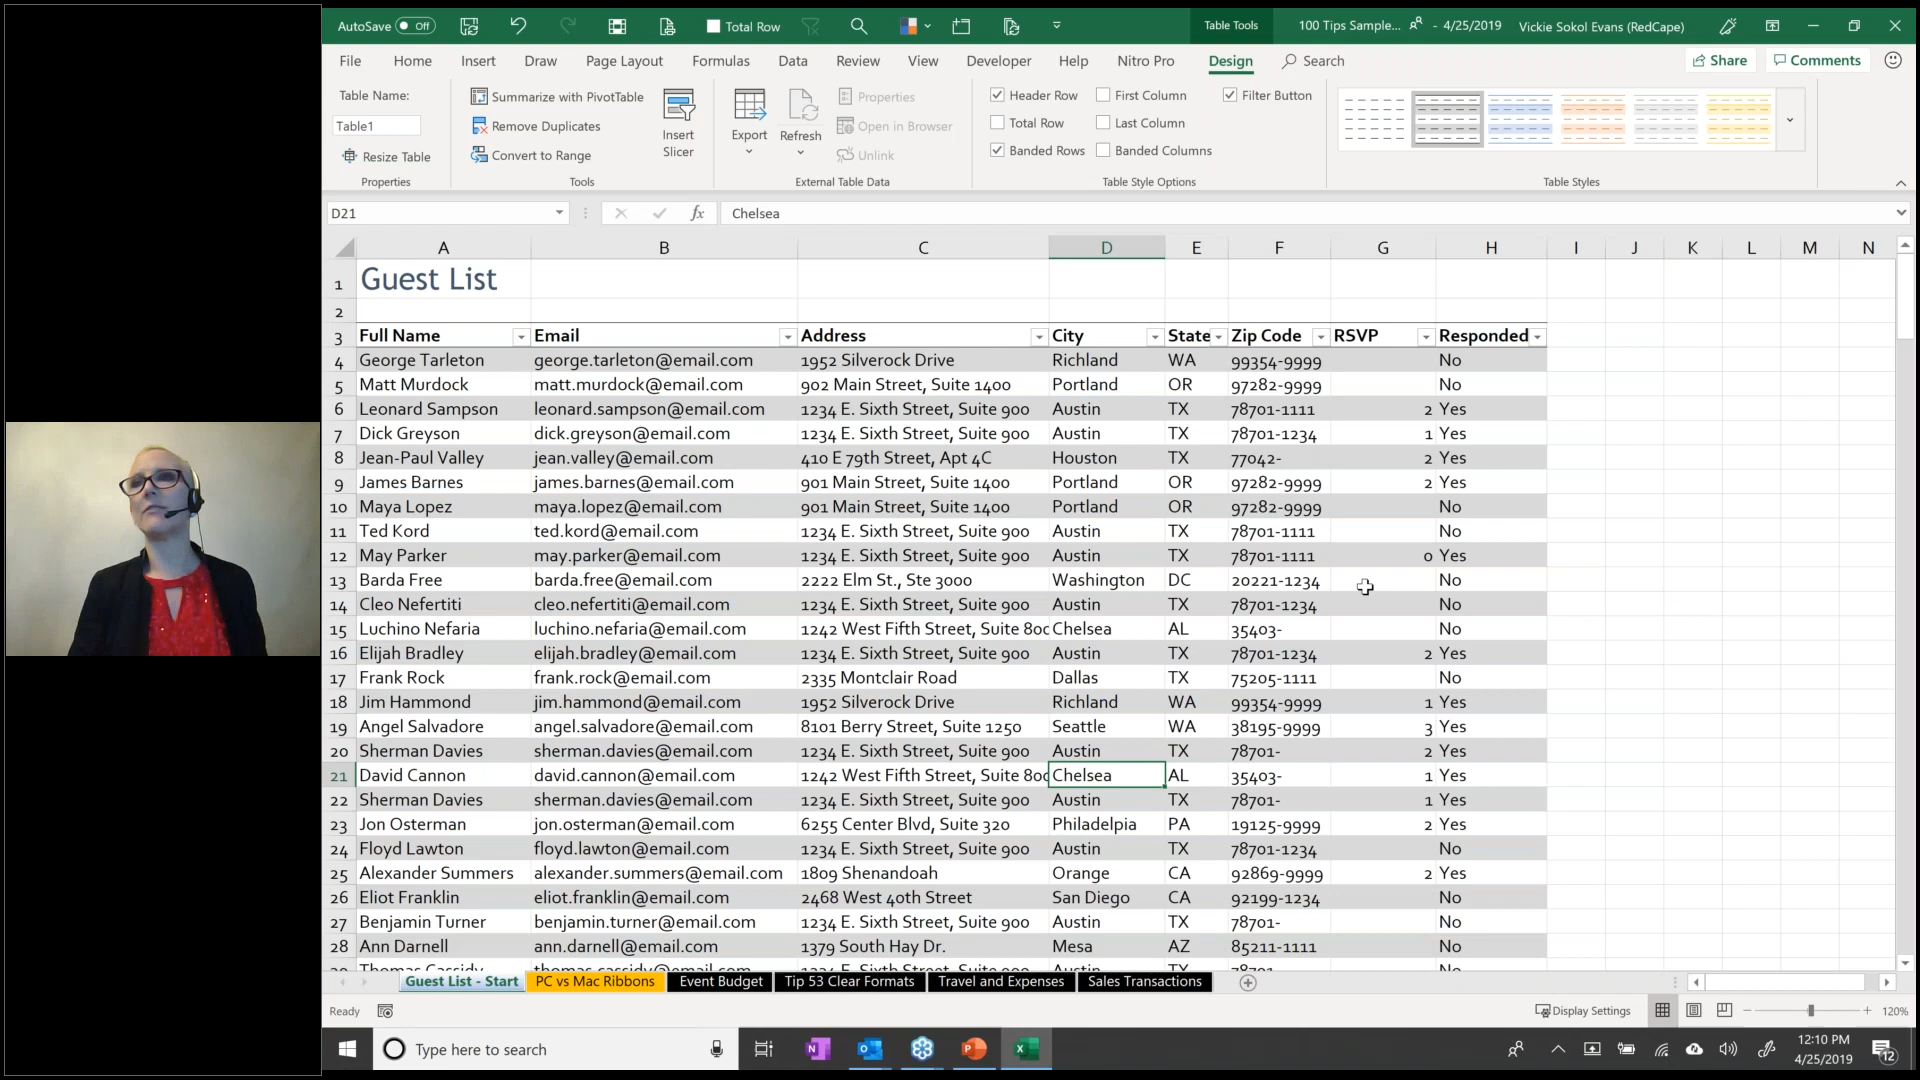 AutoSave Off Total Row Table Tools 100 Tips Sample... - 4/25/2019 Vickie Sokol Evans (RedCape)
File Home Insert Draw Page Layout Formulas Data Review View Developer Help Nitro Pro Design Search Share Comments
Table Name:
Table1
Resize Table
Properties
Summarize with PivotTable
Remove Duplicates
Convert to Range
Tools
Insert
Slicer
Export
Refresh
Properties
Open in Browser
Unlink
External Table Data
Header Row First Column Filter Button
Total Row Last Column
Banded Rows Banded Columns
Table Style Options
Table Styles
D21 fx Chelsea
A B C D E F G H I J K L M N
1 Guest List
2
3 Full Name Email Address City State Zip Code RSVP Responded
4 George Tarleton george.tarleton@email.com 1952 Silverock Drive Richland WA 99354-9999 No
5 Matt Murdock matt.murdock@email.com 902 Main Street, Suite 1400 Portland OR 97282-9999 No
6 Leonard Sampson leonard.sampson@email.com 1234 E. Sixth Street, Suite 900 Austin TX 78701-1111 2 Yes
7 Dick Greyson dick.greyson@email.com 1234 E. Sixth Street, Suite 900 Austin TX 78701-1234 1 Yes
8 Jean-Paul Valley jean.valley@email.com 410 E 79th Street, Apt 4C Houston TX 77042- 2 Yes
9 James Barnes james.barnes@email.com 901 Main Street, Suite 1400 Portland OR 97282-9999 2 Yes
10 Maya Lopez maya.lopez@email.com 901 Main Street, Suite 1400 Portland OR 97282-9999 No
11 Ted Kord ted.kord@email.com 1234 E. Sixth Street, Suite 900 Austin TX 78701-1111 No
12 May Parker may.parker@email.com 1234 E. Sixth Street, Suite 900 Austin TX 78701-1111 0 Yes
13 Barda Free barda.free@email.com 2222 Elm St., Ste 3000 Washington DC 20221-1234 No
14 Cleo Nefertiti cleo.nefertiti@email.com 1234 E. Sixth Street, Suite 900 Austin TX 78701-1234 No
15 Luchino Nefaria luchino.nefaria@email.com 1242 West Fifth Street, Suite 800 Chelsea AL 35403- No
16 Elijah Bradley elijah.bradley@email.com 1234 E. Sixth Street, Suite 900 Austin TX 78701-1234 2 Yes
17 Frank Rock frank.rock@email.com 2335 Montclair Road Dallas TX 75205-1111 No
18 Jim Hammond jim.hammond@email.com 1952 Silverock Drive Richland WA 99354-9999 1 Yes
19 Angel Salvadore angel.salvadore@email.com 8101 Berry Street, Suite 1250 Seattle WA 38195-9999 3 Yes
20 Sherman Davies sherman.davies@email.com 1234 E. Sixth Street, Suite 900 Austin TX 78701- 2 Yes
21 David Cannon david.cannon@email.com 1242 West Fifth Street, Suite 800 Chelsea AL 35403- 1 Yes
22 Sherman Davies sherman.davies@email.com 1234 E. Sixth Street, Suite 900 Austin TX 78701- 1 Yes
23 Jon Osterman jon.osterman@email.com 6255 Center Blvd, Suite 320 Philadelpia PA 19125-9999 2 Yes
24 Floyd Lawton floyd.lawton@email.com 1234 E. Sixth Street, Suite 900 Austin TX 78701-1234 No
25 Alexander Summers alexander.summers@email.com 1809 Shenandoah Orange CA 92869-9999 2 Yes
26 Eliot Franklin eliot.franklin@email.com 2468 West 40th Street San Diego CA 92199-1234 No
27 Benjamin Turner benjamin.turner@email.com 1234 E. Sixth Street, Suite 900 Austin TX 78701- No
28 Ann Darnell ann.darnell@email.com 1379 South Hay Dr. Mesa AZ 85211-1111 No
Thomas Cassidy thomas.cassidy@email.com 1234 E. Sixth Street, Suite 900 Austin TX 78701- No
Guest List - Start PC vs Mac Ribbons Event Budget Tip 53 Clear Formats Travel and Expenses Sales Transactions
Ready Display Settings 120%
Type here to search 12:10 PM
4/25/2019 12